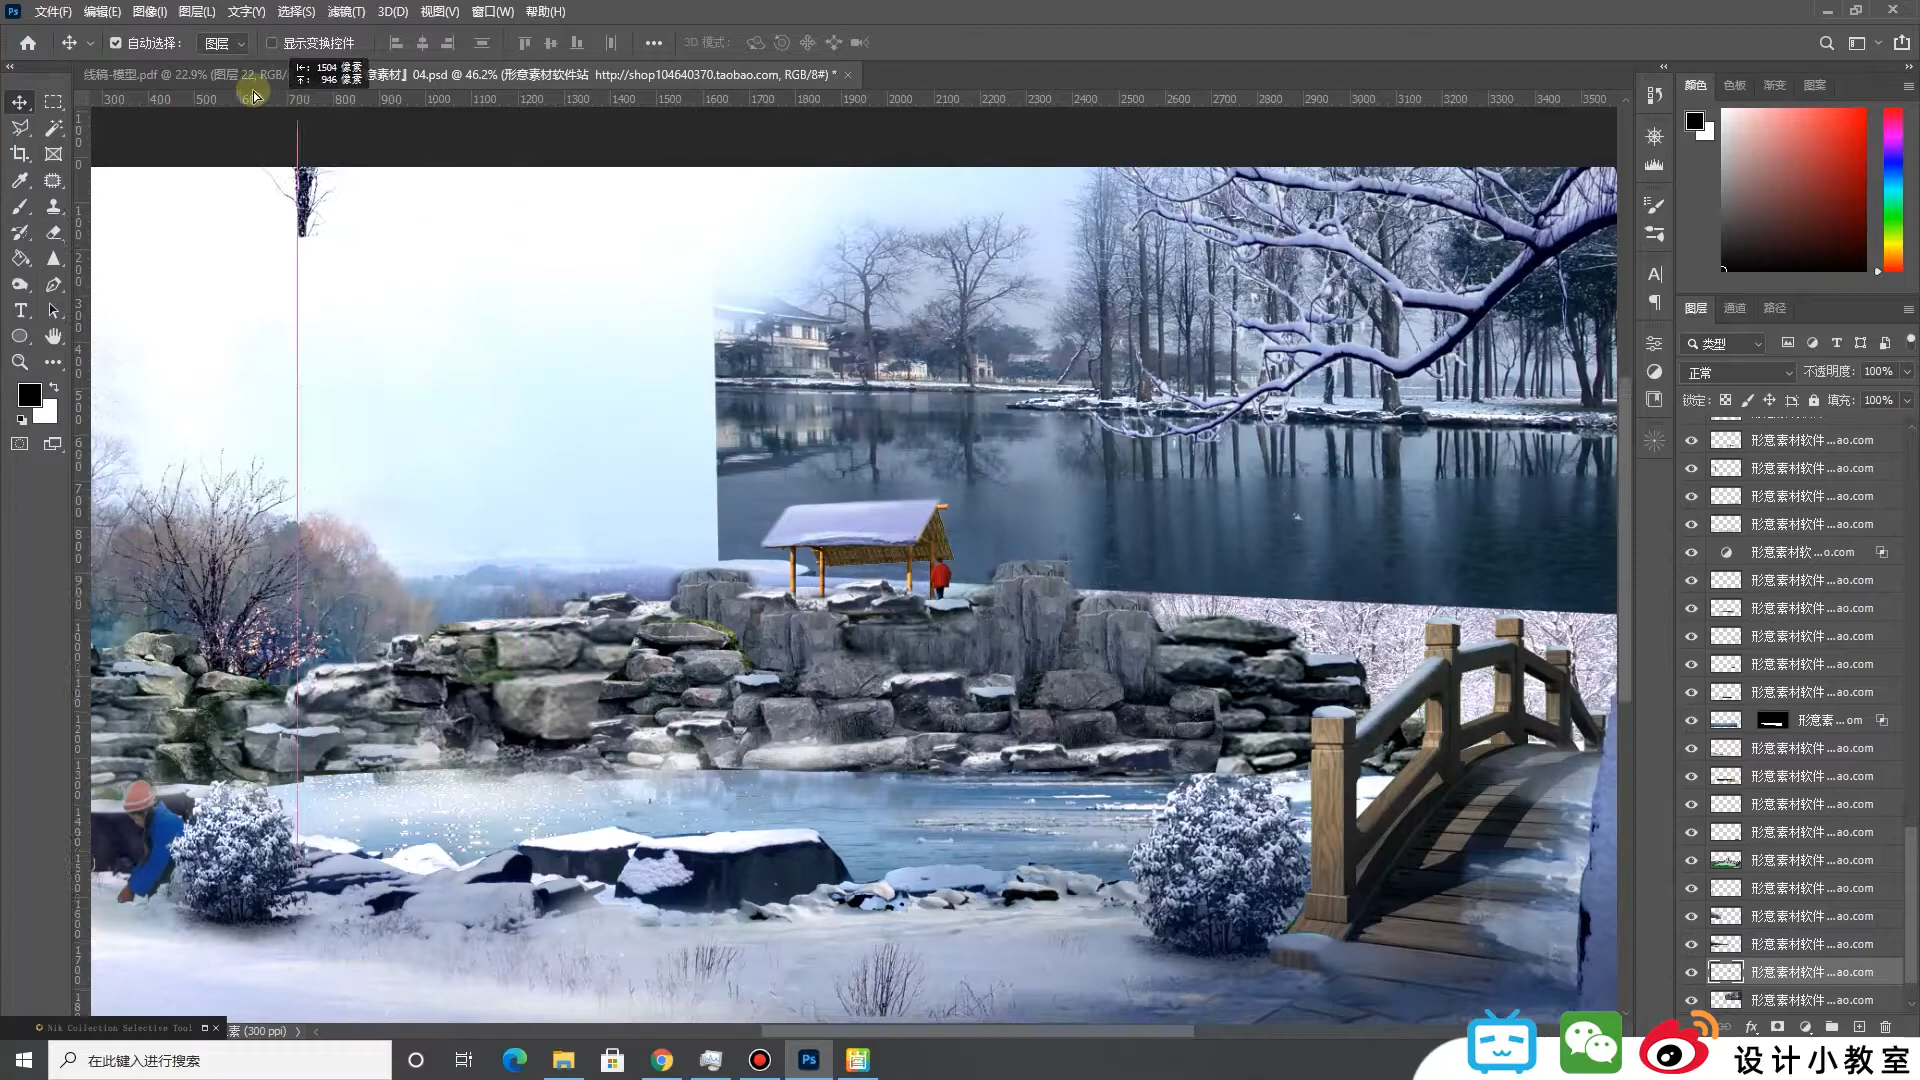 文件(F) 编辑(E) 图像(I) 图层(L) 文字(Y) 选择(S) 滤镜(T) 3D(D) 视图(V) 窗口(W) 帮助(H)
自动选择： 图层 显示变换控件 3D 模式：
线稿-模型.pdf @ 22.9% (图层 22, RGB/ 意素材』04.psd @ 46.2% (形意素材软件站 http://shop104640370.taobao.com, RGB/8#) *
1504 像素
946 像素
300 400 500 600 700 800 900 1000 1100 1200 1300 1400 1500 1600 1700 1800 1900 2000 2100 2200 2300 2400 2500 2600 2700 2800 2900 3000 3100 3200 3300 3400 3500
颜色 色板 渐变 图案
图层 通道 路径
类型
正常 不透明度： 100%
锁定： 填充： 100%
形意素材软件 ...ao.com
形意素材软件 ...ao.com
形意素材软件 ...ao.com
形意素材软件 ...ao.com
形意素材软 ...o.com
形意素材软件 ...ao.com
形意素材软件 ...ao.com
形意素材软件 ...ao.com
形意素材软件 ...ao.com
形意素材软件 ...ao.com
形意素 ...om
形意素材软件 ...ao.com
形意素材软件 ...ao.com
形意素材软件 ...ao.com
形意素材软件 ...ao.com
形意素材软件 ...ao.com
形意素材软件 ...ao.com
形意素材软件 ...ao.com
形意素材软件 ...ao.com
形意素材软件 ...ao.com
形意素材软件 ...ao.com
Nik Collection Selective Tool
素 (300 ppi)
在此键入进行搜索
Ps
设计小教室